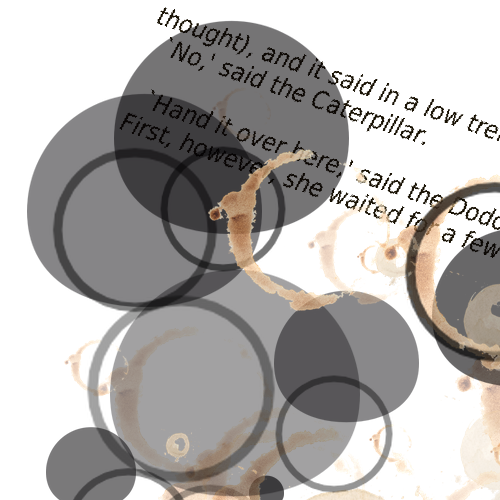 thought), and it said in a low
`No,' said the Caterpillar.
`Hand it over here,' said the Dodo
First, however, she waited for a few